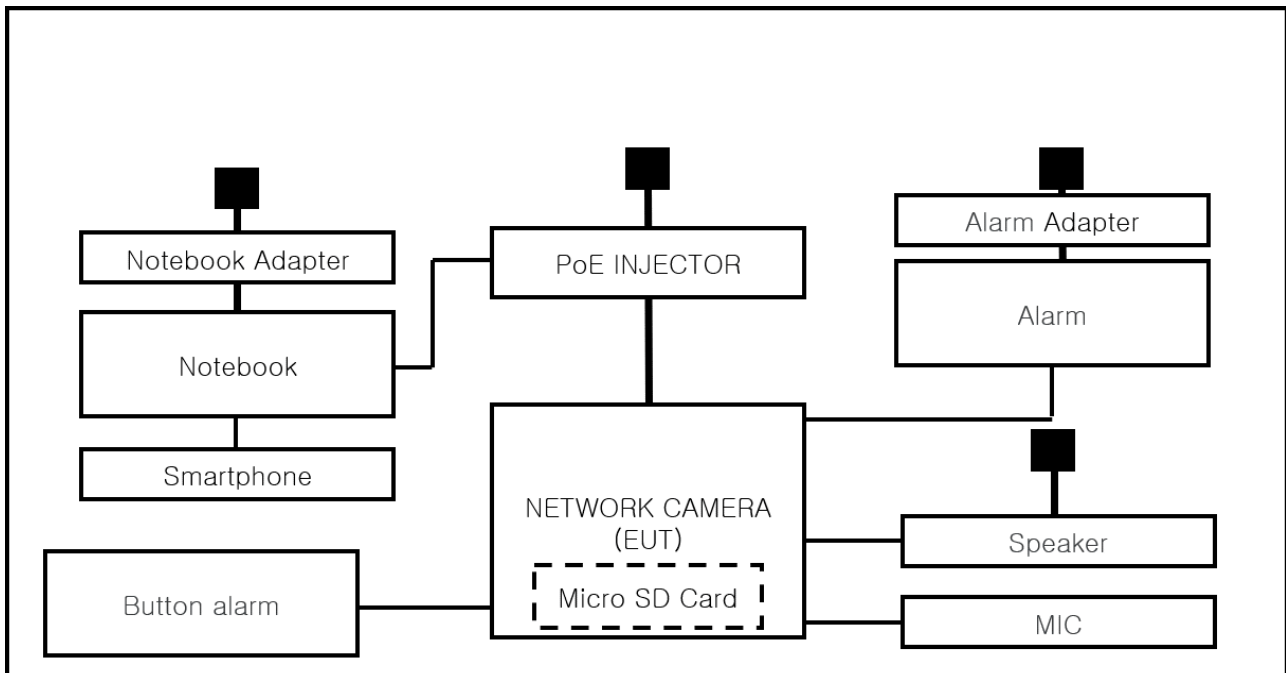 Notebook Adapter
PoE INJECTOR
Alarm Adapter
Notebook
Alarm
Smartphone
NETWORK CAMERA
(EUT)
Micro SD Card
Speaker
Button alarm
MIC